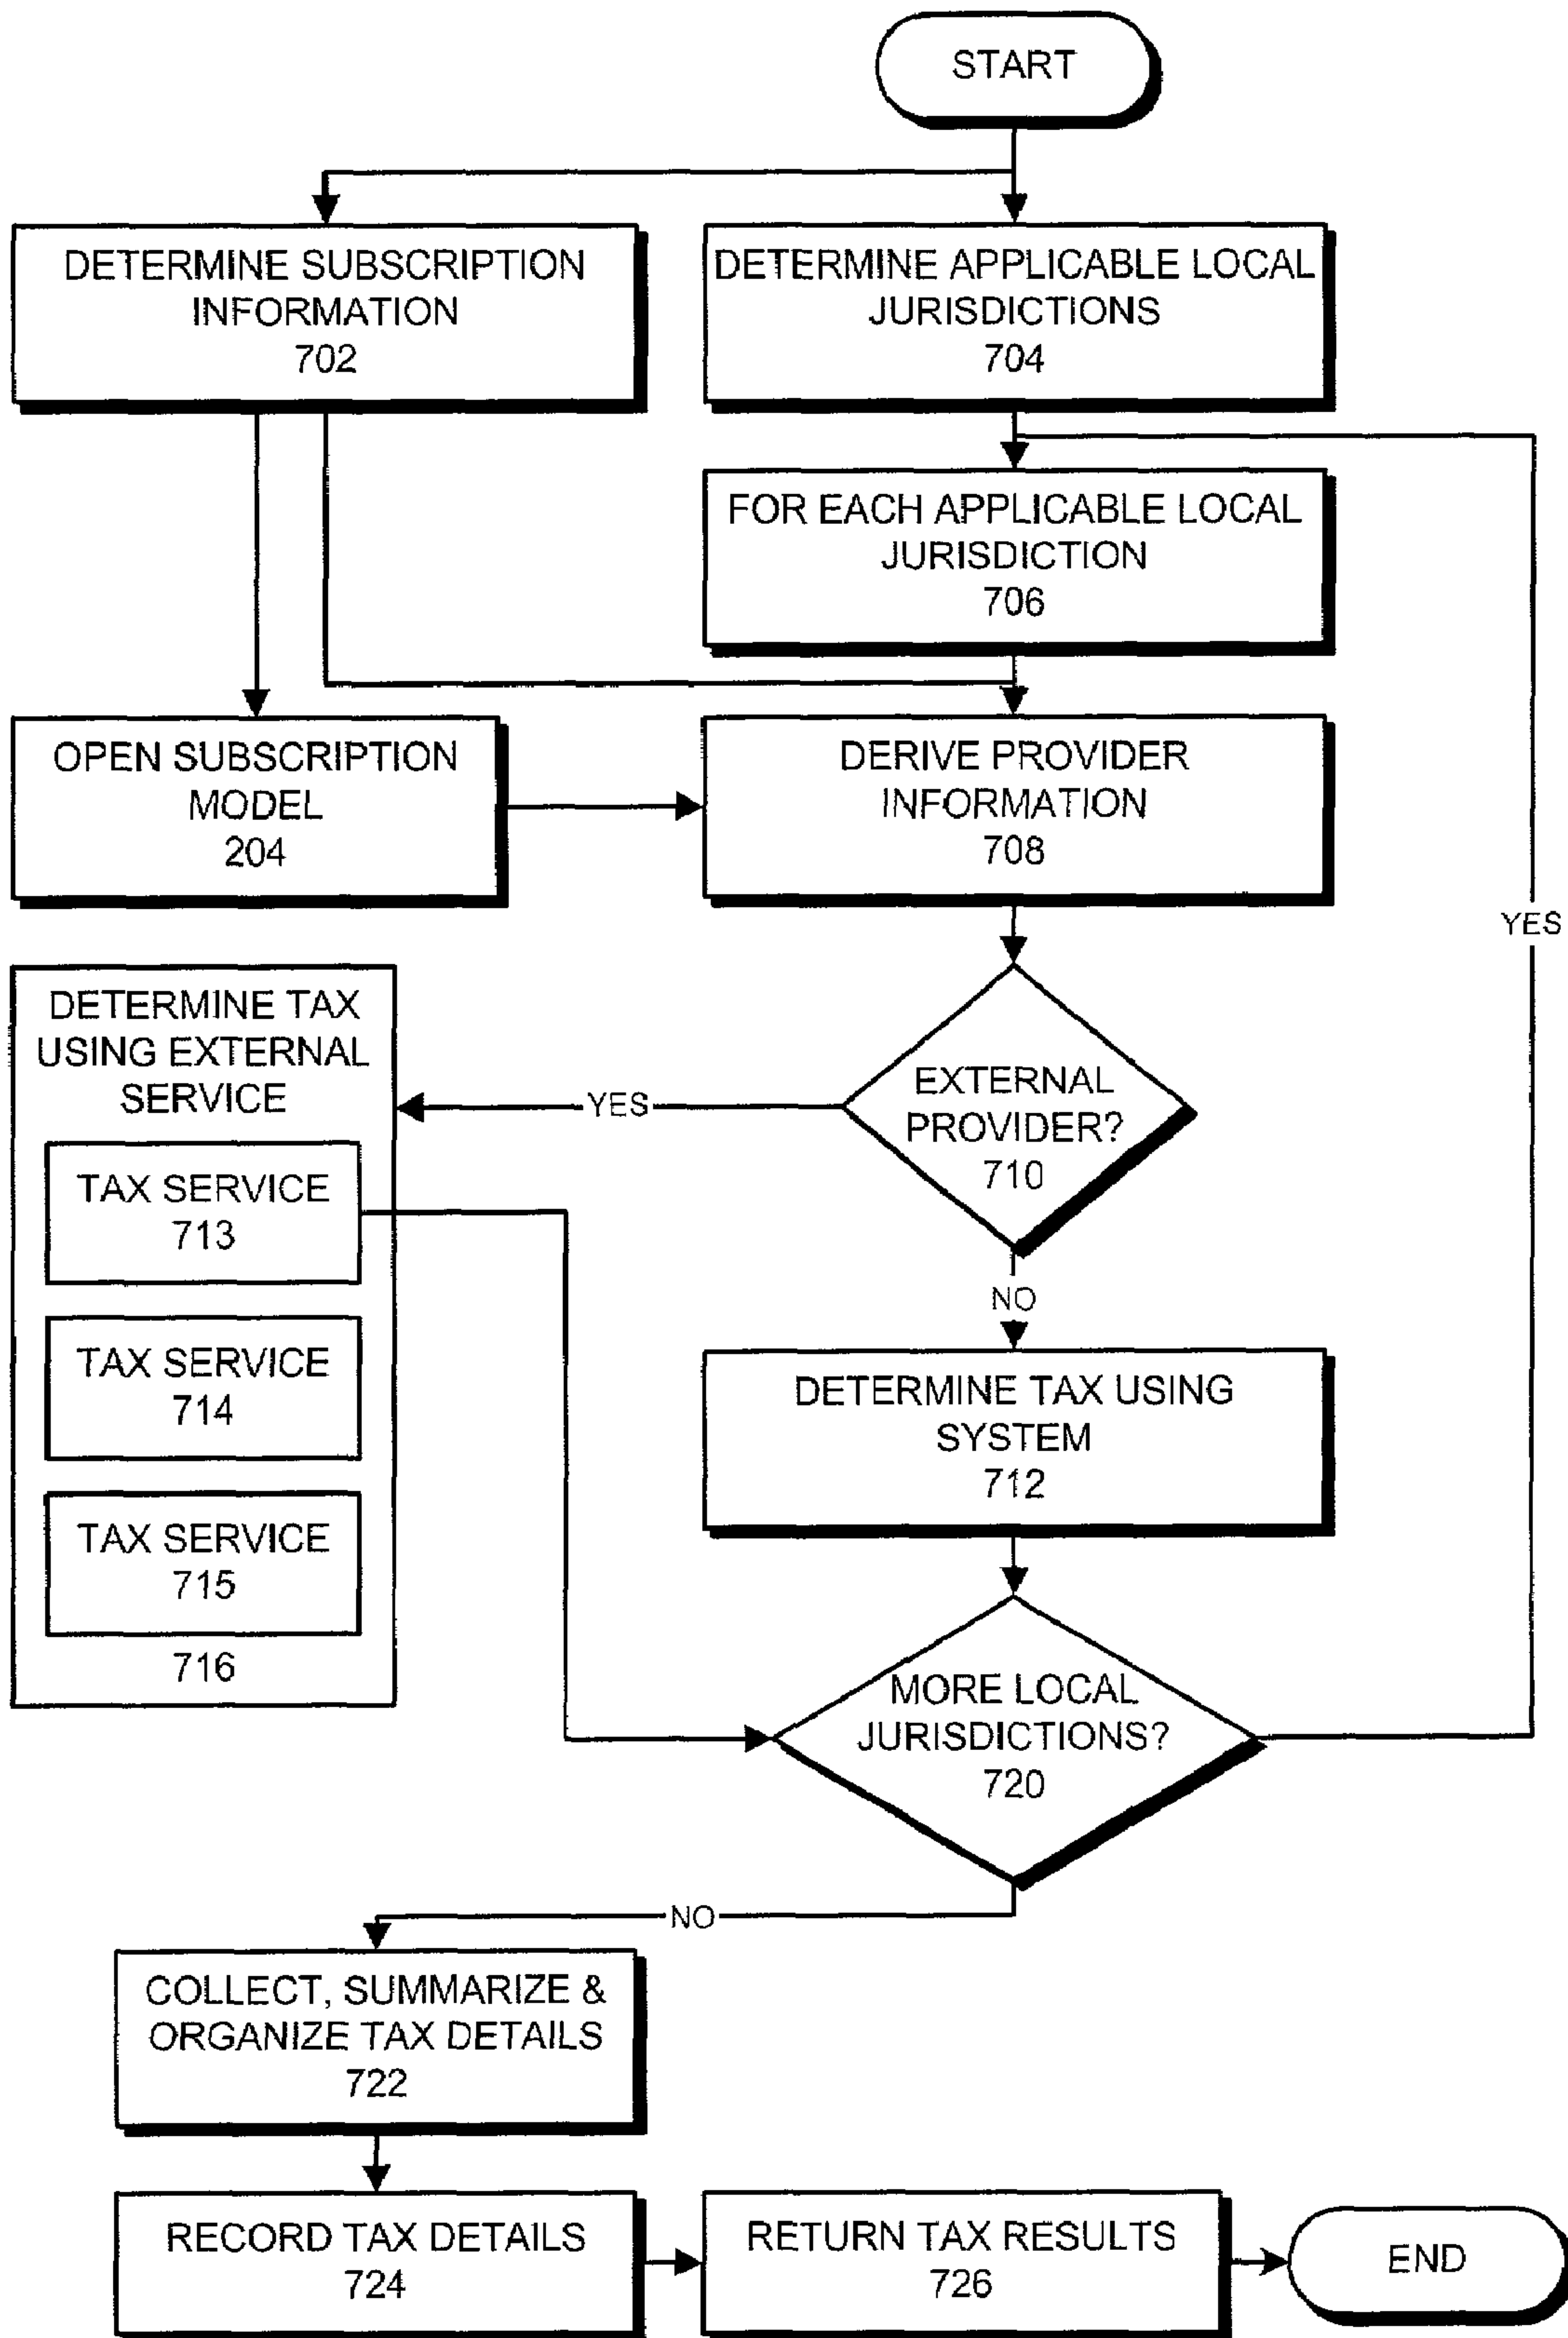 START
DETERMINE SUBSCRIPTION
INFORMATION
702
DETERMINE APPLICABLE LOCAL
JURISDICTIONS
704
FOR EACH APPLICABLE LOCAL
JURISDICTION
706
OPEN SUBSCRIPTION
MODEL
204
DERIVE PROVIDER
INFORMATION
708
YES
DETERMINE TAX
USING EXTERNAL
SERVICE
YES
EXTERNAL
PROVIDER?
710
TAX SERVICE
713
TAX SERVICE
714
TAX SERVICE
715
716
NO
DETERMINE TAX USING
SYSTEM
712
MORE LOCAL
JURISDICTIONS?
720
NO
COLLECT, SUMMARIZE &
ORGANIZE TAX DETAILS
722
RECORD TAX DETAILS
724
RETURN TAX RESULTS
726
END